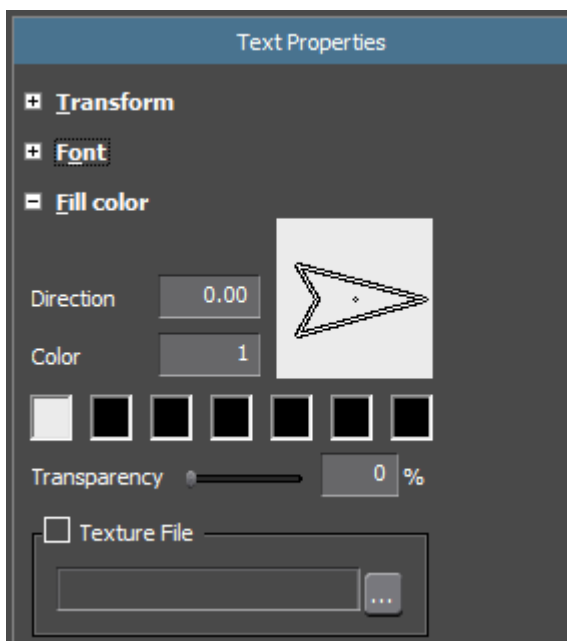 Text Properties
Transform
Font
Fill color
Direction 0.00
Color 1
Transparency 0 %
Texture File
...